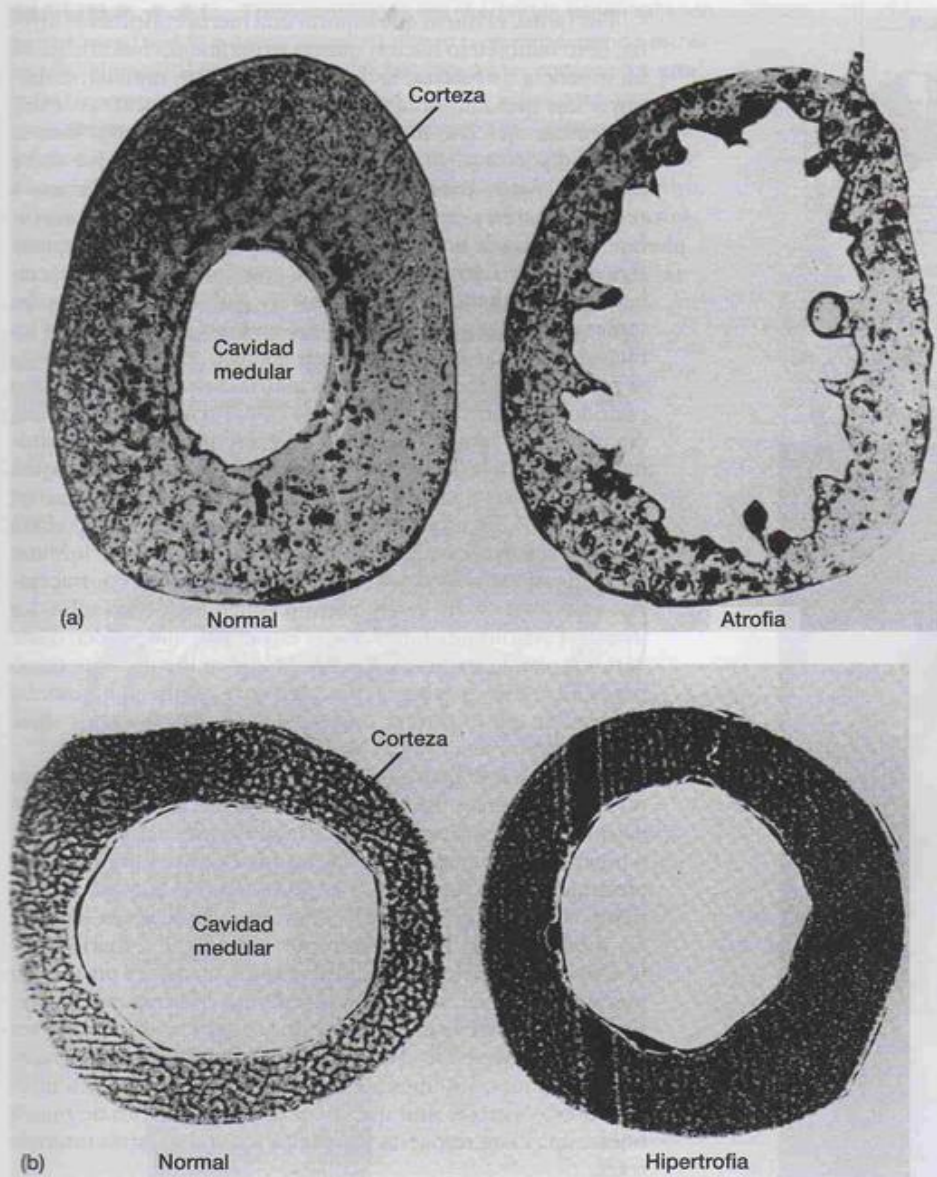 Corteza
Cavidad
medular
(a)
Normal
Atrofia
Corteza
Cavidad
medular
(b)
Normal
Hipertrofia